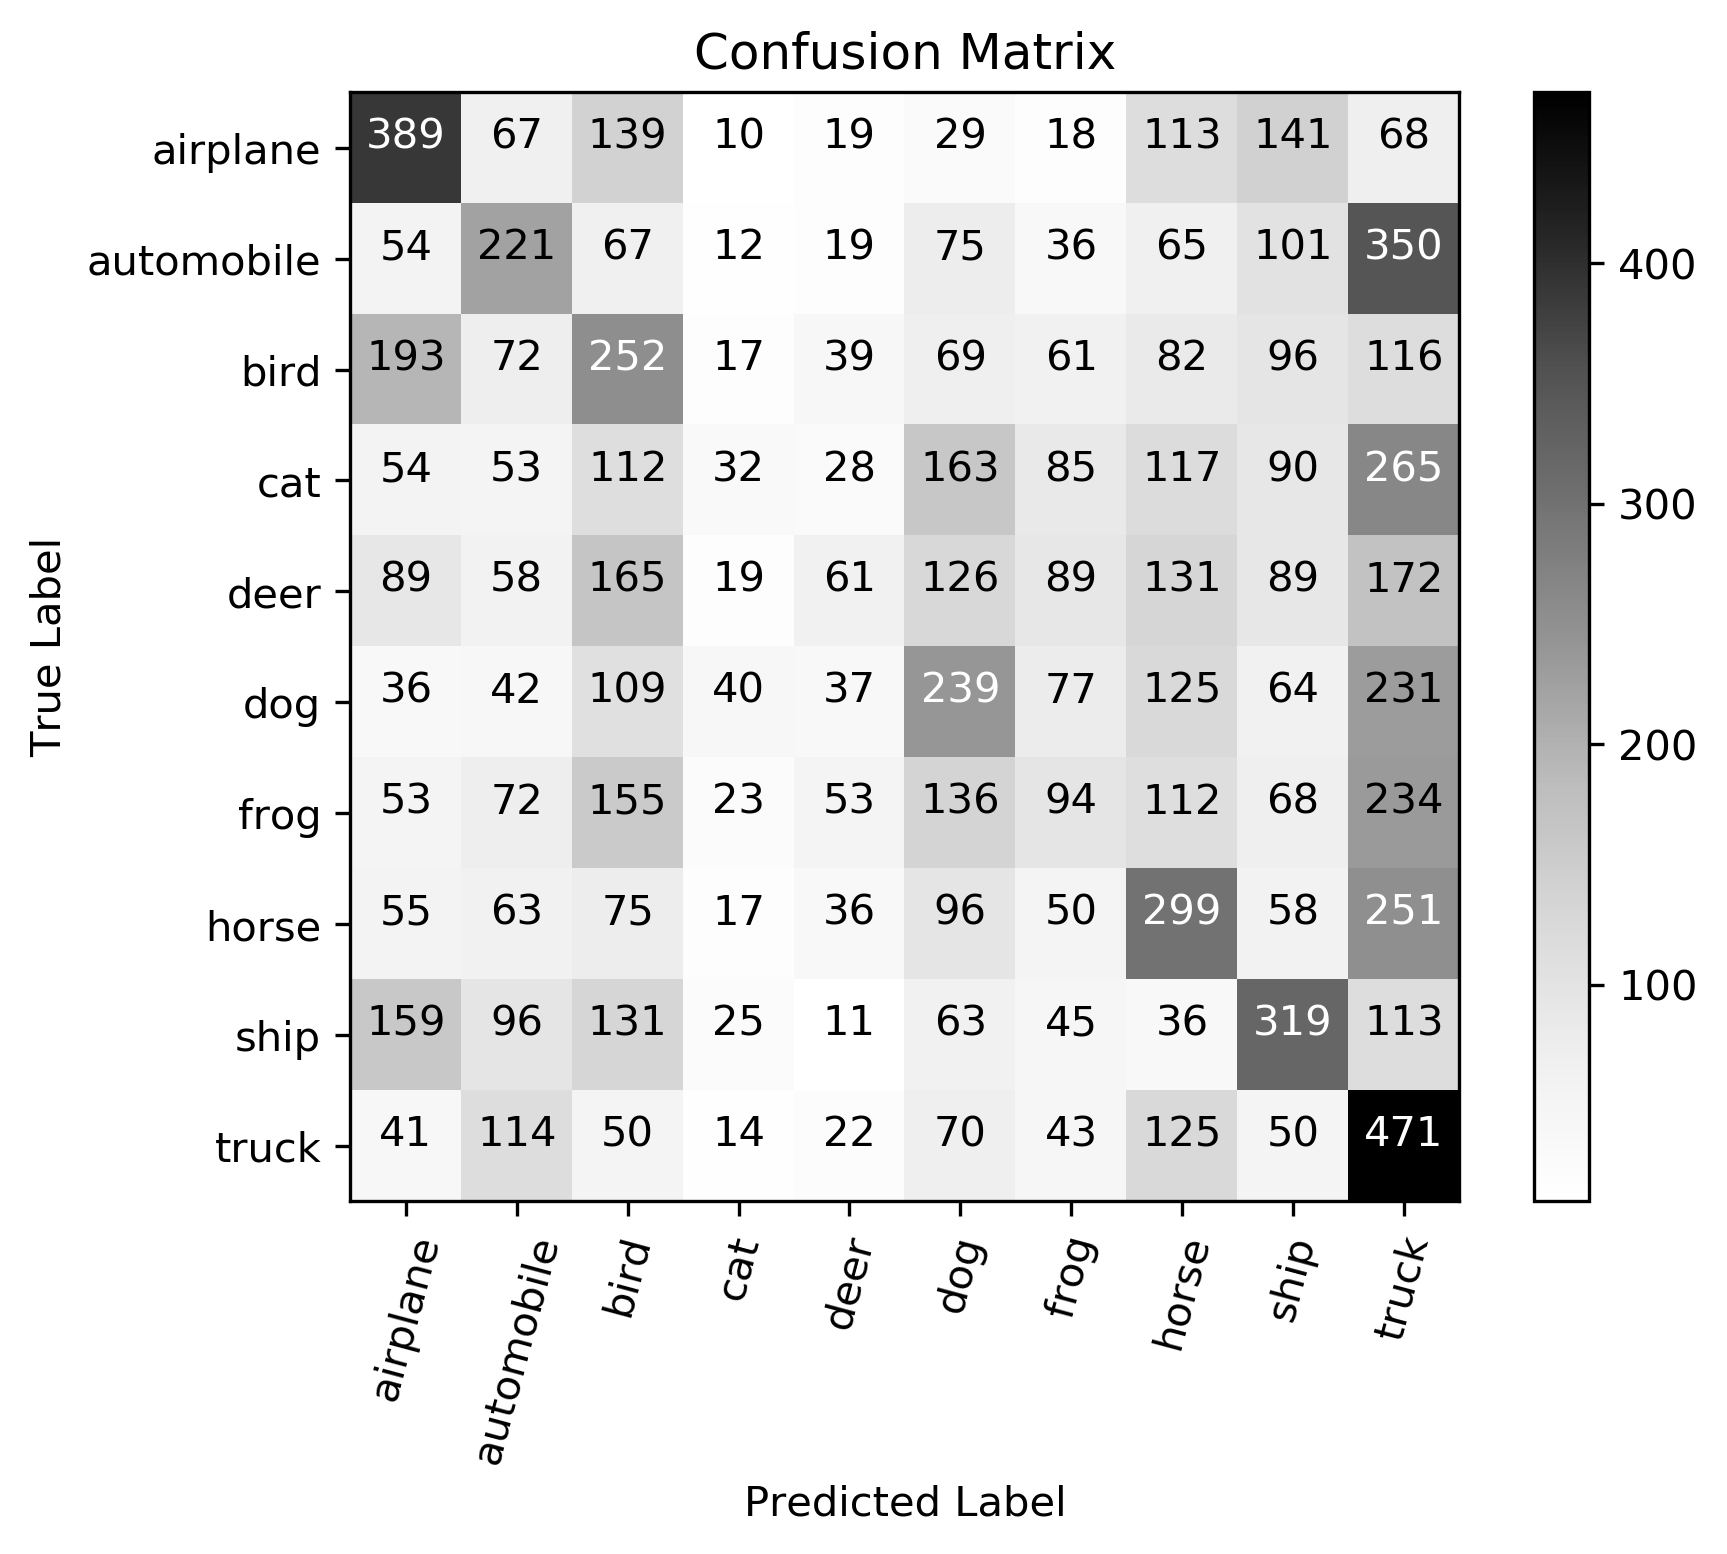 Confusion Matrix
airplane 389 67 139 10 19 29 18 113 141 68
automobile 54 221 67 12 19 75 36 65 101 350
bird 193 72 252 17 39 69 61 82 96 116
cat 54 53 112 32 28 163 85 117 90 265
deer 89 58 165 19 61 126 89 131 89 172
dog 36 42 109 40 37 239 77 125 64 231
frog 53 72 155 23 53 136 94 112 68 234
horse 55 63 75 17 36 96 50 299 58 251
ship 159 96 131 25 11 63 45 36 319 113
truck 41 114 50 14 22 70 43 125 50 471
airplane automobile bird cat deer dog frog horse ship truck
True Label
Predicted Label
400
300
200
100